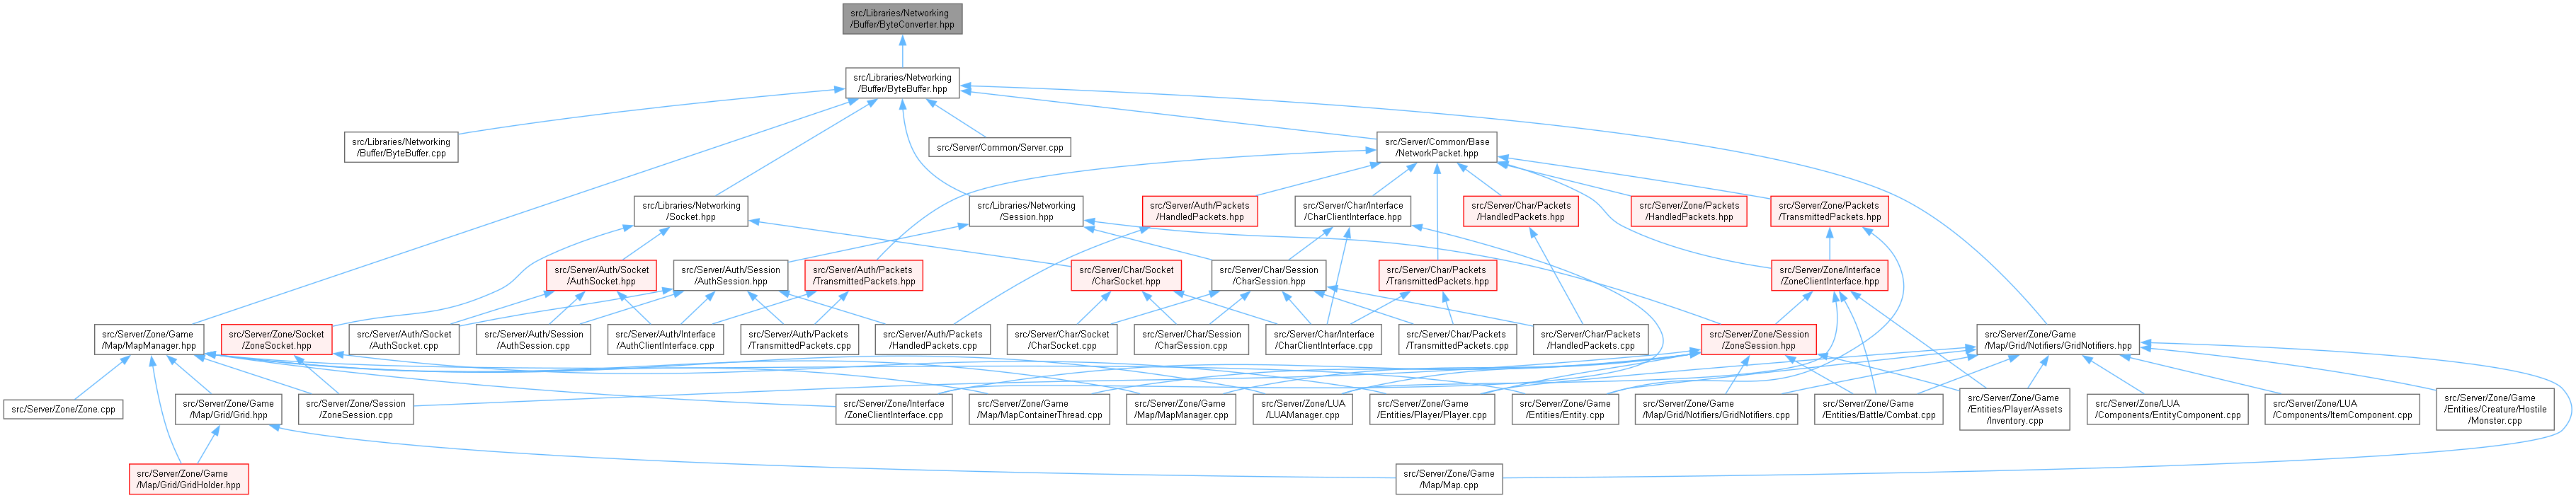 src/Libraries/Networking
/Buffer/ByteConverter.hpp
src/Libraries/Networking
/Buffer/ByteBuffer.hpp
src/Libraries/Networking
/Buffer/ByteBuffer.cpp
src/Server/Common/Server.cpp
src/Server/Common/Base
/NetworkPacket.hpp
src/Libraries/Networking
/Socket.hpp
src/Libraries/Networking
/Session.hpp
src/Server/Auth/Packets
/HandledPackets.hpp
src/Server/Char/Interface
/CharClientInterface.hpp
src/Server/Char/Packets
/HandledPackets.hpp
src/Server/Zone/Packets
/HandledPackets.hpp
src/Server/Zone/Packets
/TransmittedPackets.hpp
src/Server/Auth/Socket
/AuthSocket.hpp
src/Server/Auth/Session
/AuthSession.hpp
src/Server/Auth/Packets
/TransmittedPackets.hpp
src/Server/Char/Socket
/CharSocket.hpp
src/Server/Char/Session
/CharSession.hpp
src/Server/Char/Packets
/TransmittedPackets.hpp
src/Server/Zone/Interface
/ZoneClientInterface.hpp
src/Server/Zone/Game
/Map/MapManager.hpp
src/Server/Zone/Socket
/ZoneSocket.hpp
src/Server/Auth/Socket
/AuthSocket.cpp
src/Server/Auth/Session
/AuthSession.cpp
src/Server/Auth/Interface
/AuthClientInterface.cpp
src/Server/Auth/Packets
/TransmittedPackets.cpp
src/Server/Auth/Packets
/HandledPackets.cpp
src/Server/Char/Socket
/CharSocket.cpp
src/Server/Char/Session
/CharSession.cpp
src/Server/Char/Interface
/CharClientInterface.cpp
src/Server/Char/Packets
/TransmittedPackets.cpp
src/Server/Char/Packets
/HandledPackets.cpp
src/Server/Zone/Session
/ZoneSession.hpp
src/Server/Zone/Game
/Map/Grid/Notifiers/GridNotifiers.hpp
src/Server/Zone/Zone.cpp
src/Server/Zone/Game
/Map/Grid/Grid.hpp
src/Server/Zone/Session
/ZoneSession.cpp
src/Server/Zone/Interface
/ZoneClientInterface.cpp
src/Server/Zone/Game
/Map/MapContainerThread.cpp
src/Server/Zone/Game
/Map/MapManager.cpp
src/Server/Zone/LUA
/LUAManager.cpp
src/Server/Zone/Game
/Entities/Player/Player.cpp
src/Server/Zone/Game
/Entities/Entity.cpp
src/Server/Zone/Game
/Map/Grid/Notifiers/GridNotifiers.cpp
src/Server/Zone/Game
/Entities/Battle/Combat.cpp
src/Server/Zone/Game
/Entities/Player/Assets
/Inventory.cpp
src/Server/Zone/LUA
/Components/EntityComponent.cpp
src/Server/Zone/LUA
/Components/ItemComponent.cpp
src/Server/Zone/Game
/Entities/Creature/Hostile
/Monster.cpp
src/Server/Zone/Game
/Map/Grid/GridHolder.hpp
src/Server/Zone/Game
/Map/Map.cpp